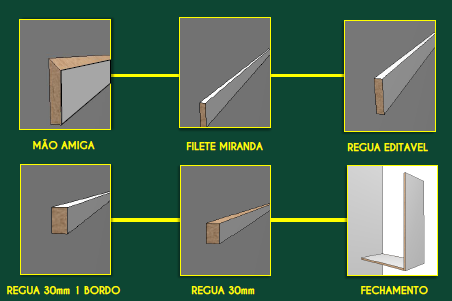 MÃO AMIGA
FILETE MIRANDA
REGUA EDITAVEL
REGUA 30mm 1 BORDO
REGUA 30mm
FECHAMENTO